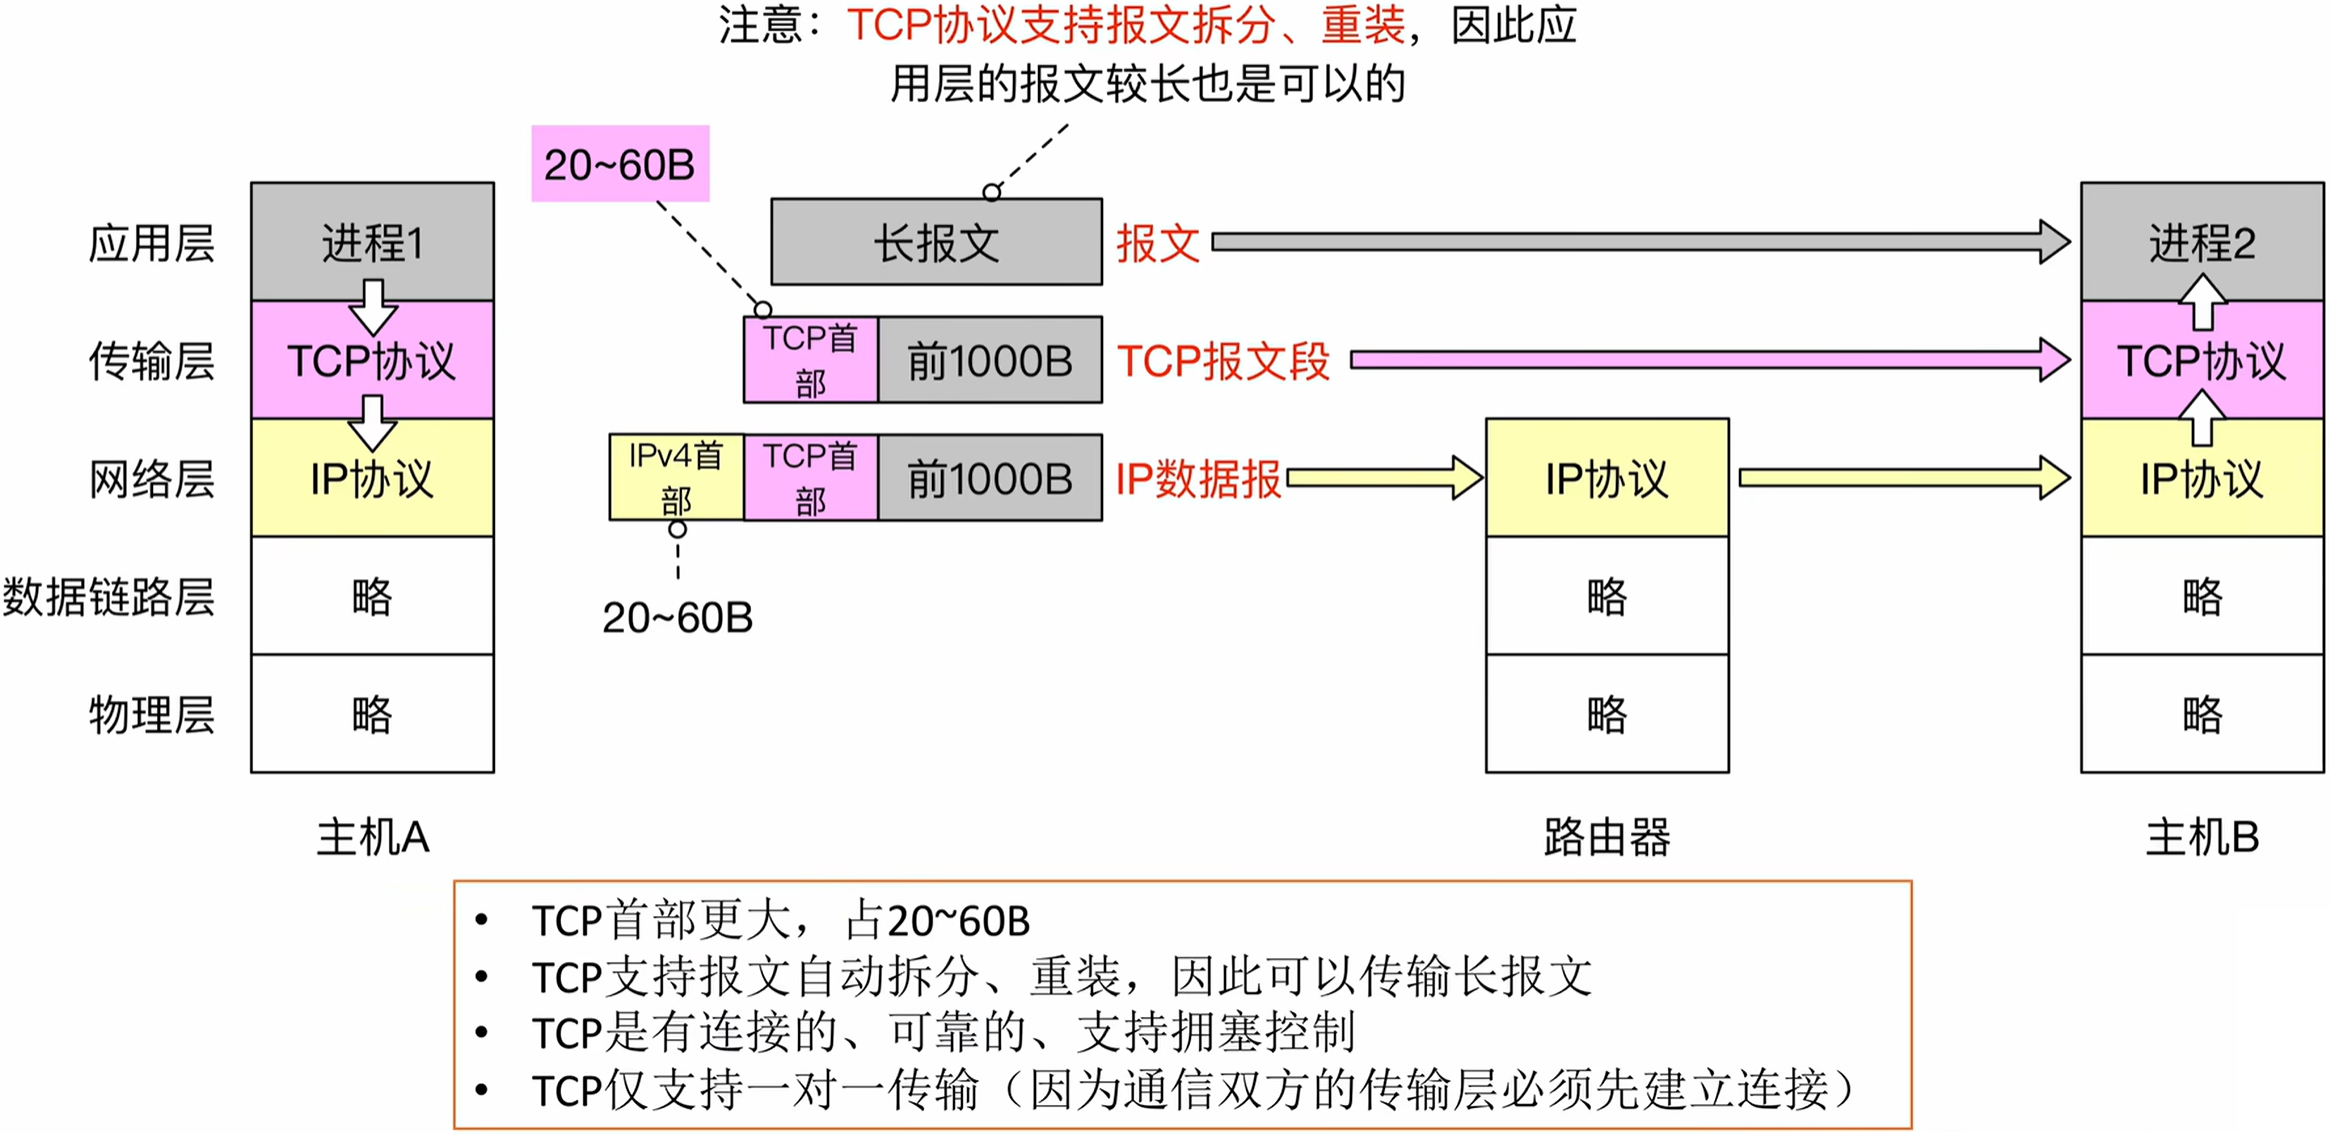 注意：TCP协议支持报文拆分、重装，因此应
用层的报文较长也是可以的
20~60B
应用层
进程1
长报文
报文
进程2
传输层
TCP协议
TCP首
部
前1000B
TCP报文段
TCP协议
网络层
IP协议
IPv4首
部
TCP首
部
前1000B
IP数据报
IP协议
IP协议
数据链路层
略
20~60B
略
略
物理层
略
略
略
主机A
路由器
主机B
• TCP首部更大，占20~60B
• TCP支持报文自动拆分、重装，因此可以传输长报文
• TCP是有连接的、可靠的、支持拥塞控制
• TCP仅支持一对一传输（因为通信双方的传输层必须先建立连接）